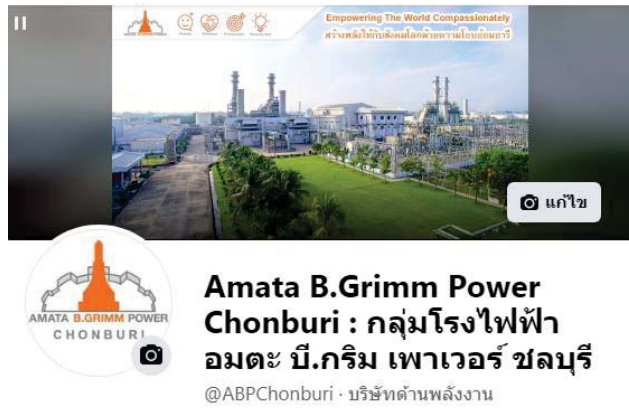 Empowering The World Compassionately
สร้างพลังให้กับสังคมโลกด้วยความโอบอ้อมอารี
แก้ไข
AMATA B.GRIMM POWER
CHONBURI
Amata B.Grimm Power
Chonburi : กลุ่มโรงไฟฟ้า
อมตะ บี.กริม เพาเวอร์ ชลบุรี
@ABPChonburi · บริษัทด้านพลังงาน